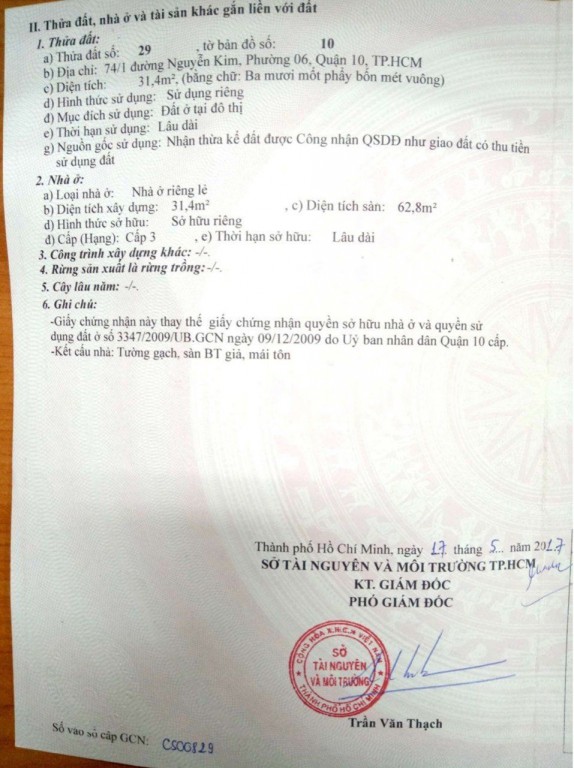 II. Thửa đất, nhà ở và tài sản khác gắn liền với đất
1. Thửa đất:
a) Thửa đất số: 29 , tờ bản đồ số: 10
b) Địa chỉ: 74/1 đường Nguyễn Kim, Phường 06, Quận 10, TP.HCM
c) Diện tích: 31,4m², (bằng chữ: Ba mươi mốt phẩy bốn mét vuông)
d) Hình thức sử dụng: Sử dụng riêng
đ) Mục đích sử dụng: Đất ở tại đô thị
e) Thời hạn sử dụng: Lâu dài
g) Nguồn gốc sử dụng: Nhận thừa kế đất được Công nhận QSDĐ như giao đất có thu tiền
sử dụng đất
2. Nhà ở:
a) Loại nhà ở: Nhà ở riêng lẻ
b) Diện tích xây dựng: 31,4m² , c) Diện tích sàn: 62,8m²
d) Hình thức sở hữu: Sở hữu riêng
đ) Cấp (Hạng): Cấp 3 , e) Thời hạn sở hữu: Lâu dài
3. Công trình xây dựng khác: -/-.
4. Rừng sản xuất là rừng trồng: -/-.
5. Cây lâu năm: -/-.
6. Ghi chú:
-Giấy chứng nhận này thay thế giấy chứng nhận quyền sở hữu nhà ở và quyền sử
dụng đất ở số 3347/2009/UB.GCN ngày 09/12/2009 do Uỷ ban nhân dân Quận 10 cấp.
-Kết cấu nhà: Tường gạch, sàn BT giả, mái tôn
Thành phố Hồ Chí Minh, ngày 17 tháng 5 năm 2017
SỞ TÀI NGUYÊN VÀ MÔI TRƯỜNG TP.HCM
KT. GIÁM ĐỐC
PHÓ GIÁM ĐỐC
CỘNG HÒA X.H.C.N VIỆT NAM
SỞ
TÀI NGUYÊN
VÀ MÔI TRƯỜNG
THÀNH PHỐ HỒ CHÍ MINH
Trần Văn Thạch
Số vào sổ cấp GCN: CS00829